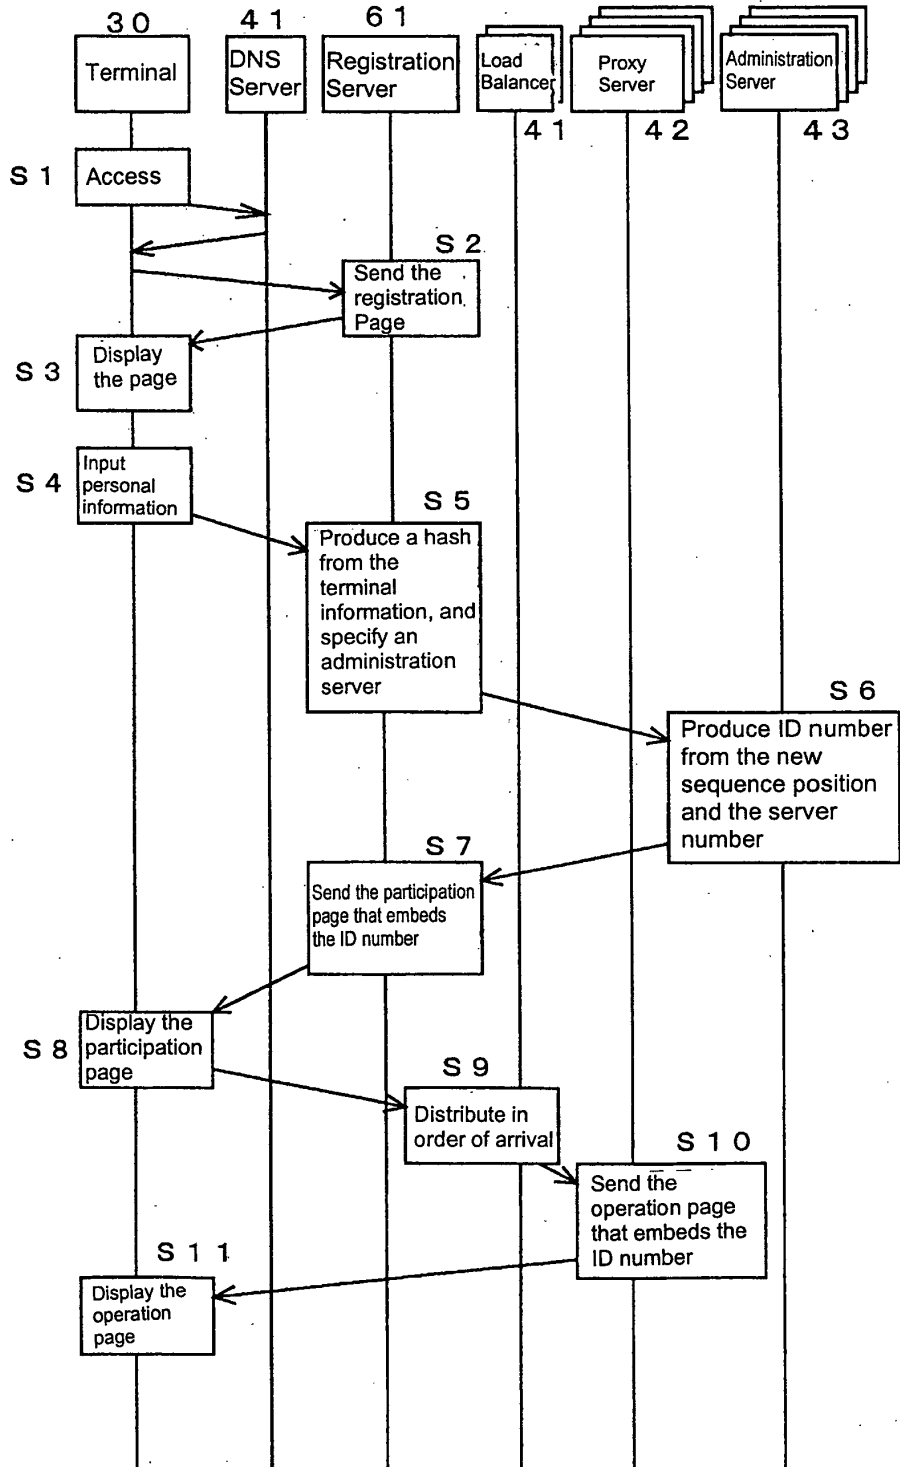 30
41
61
Terminal
DNS
Server
Registration
Server
Load
Balancer
Proxy
Server
Administration
Server
41
42
43
S1
Access
S2
Send the
registration
Page
S3
Display
the page
S4
Input
personal
information
S5
Produce a hash
from the
terminal
information, and
specify an
administration
server
S6
Produce ID number
from the new
sequence position
and the server
number
S7
Send the participation
page that embeds
the ID number
S8
Display the
participation
page
S9
Distribute in
order of arrival
S10
Send the
operation page
that embeds the
ID number
S11
Display the
operation
page